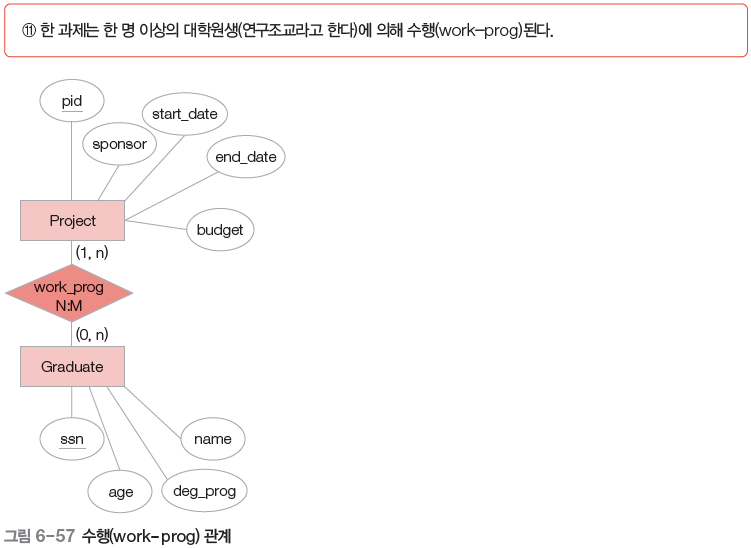 ⑪ 한 과제는 한 명 이상의 대학원생(연구조교라고 한다)에 의해 수행(work-prog)된다.
pid
start_date
sponsor
end_date
Project
budget
(1, n)
work_prog
N:M
(0, n)
Graduate
ssn
name
age
deg_prog
그림 6-57 수행(work-prog) 관계